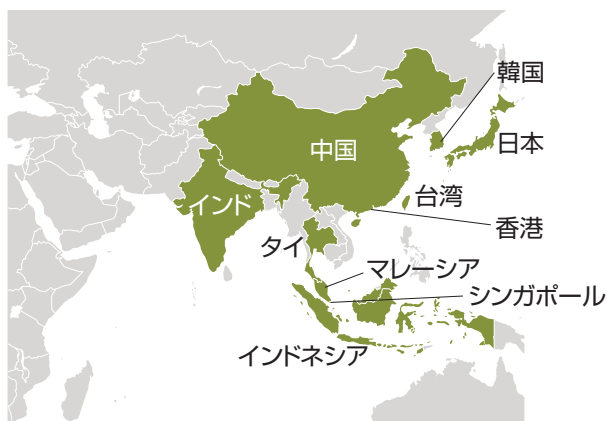 韓国
中国
日本
インド
台湾
香港
タイ
マレーシア
シンガポール
インドネシア